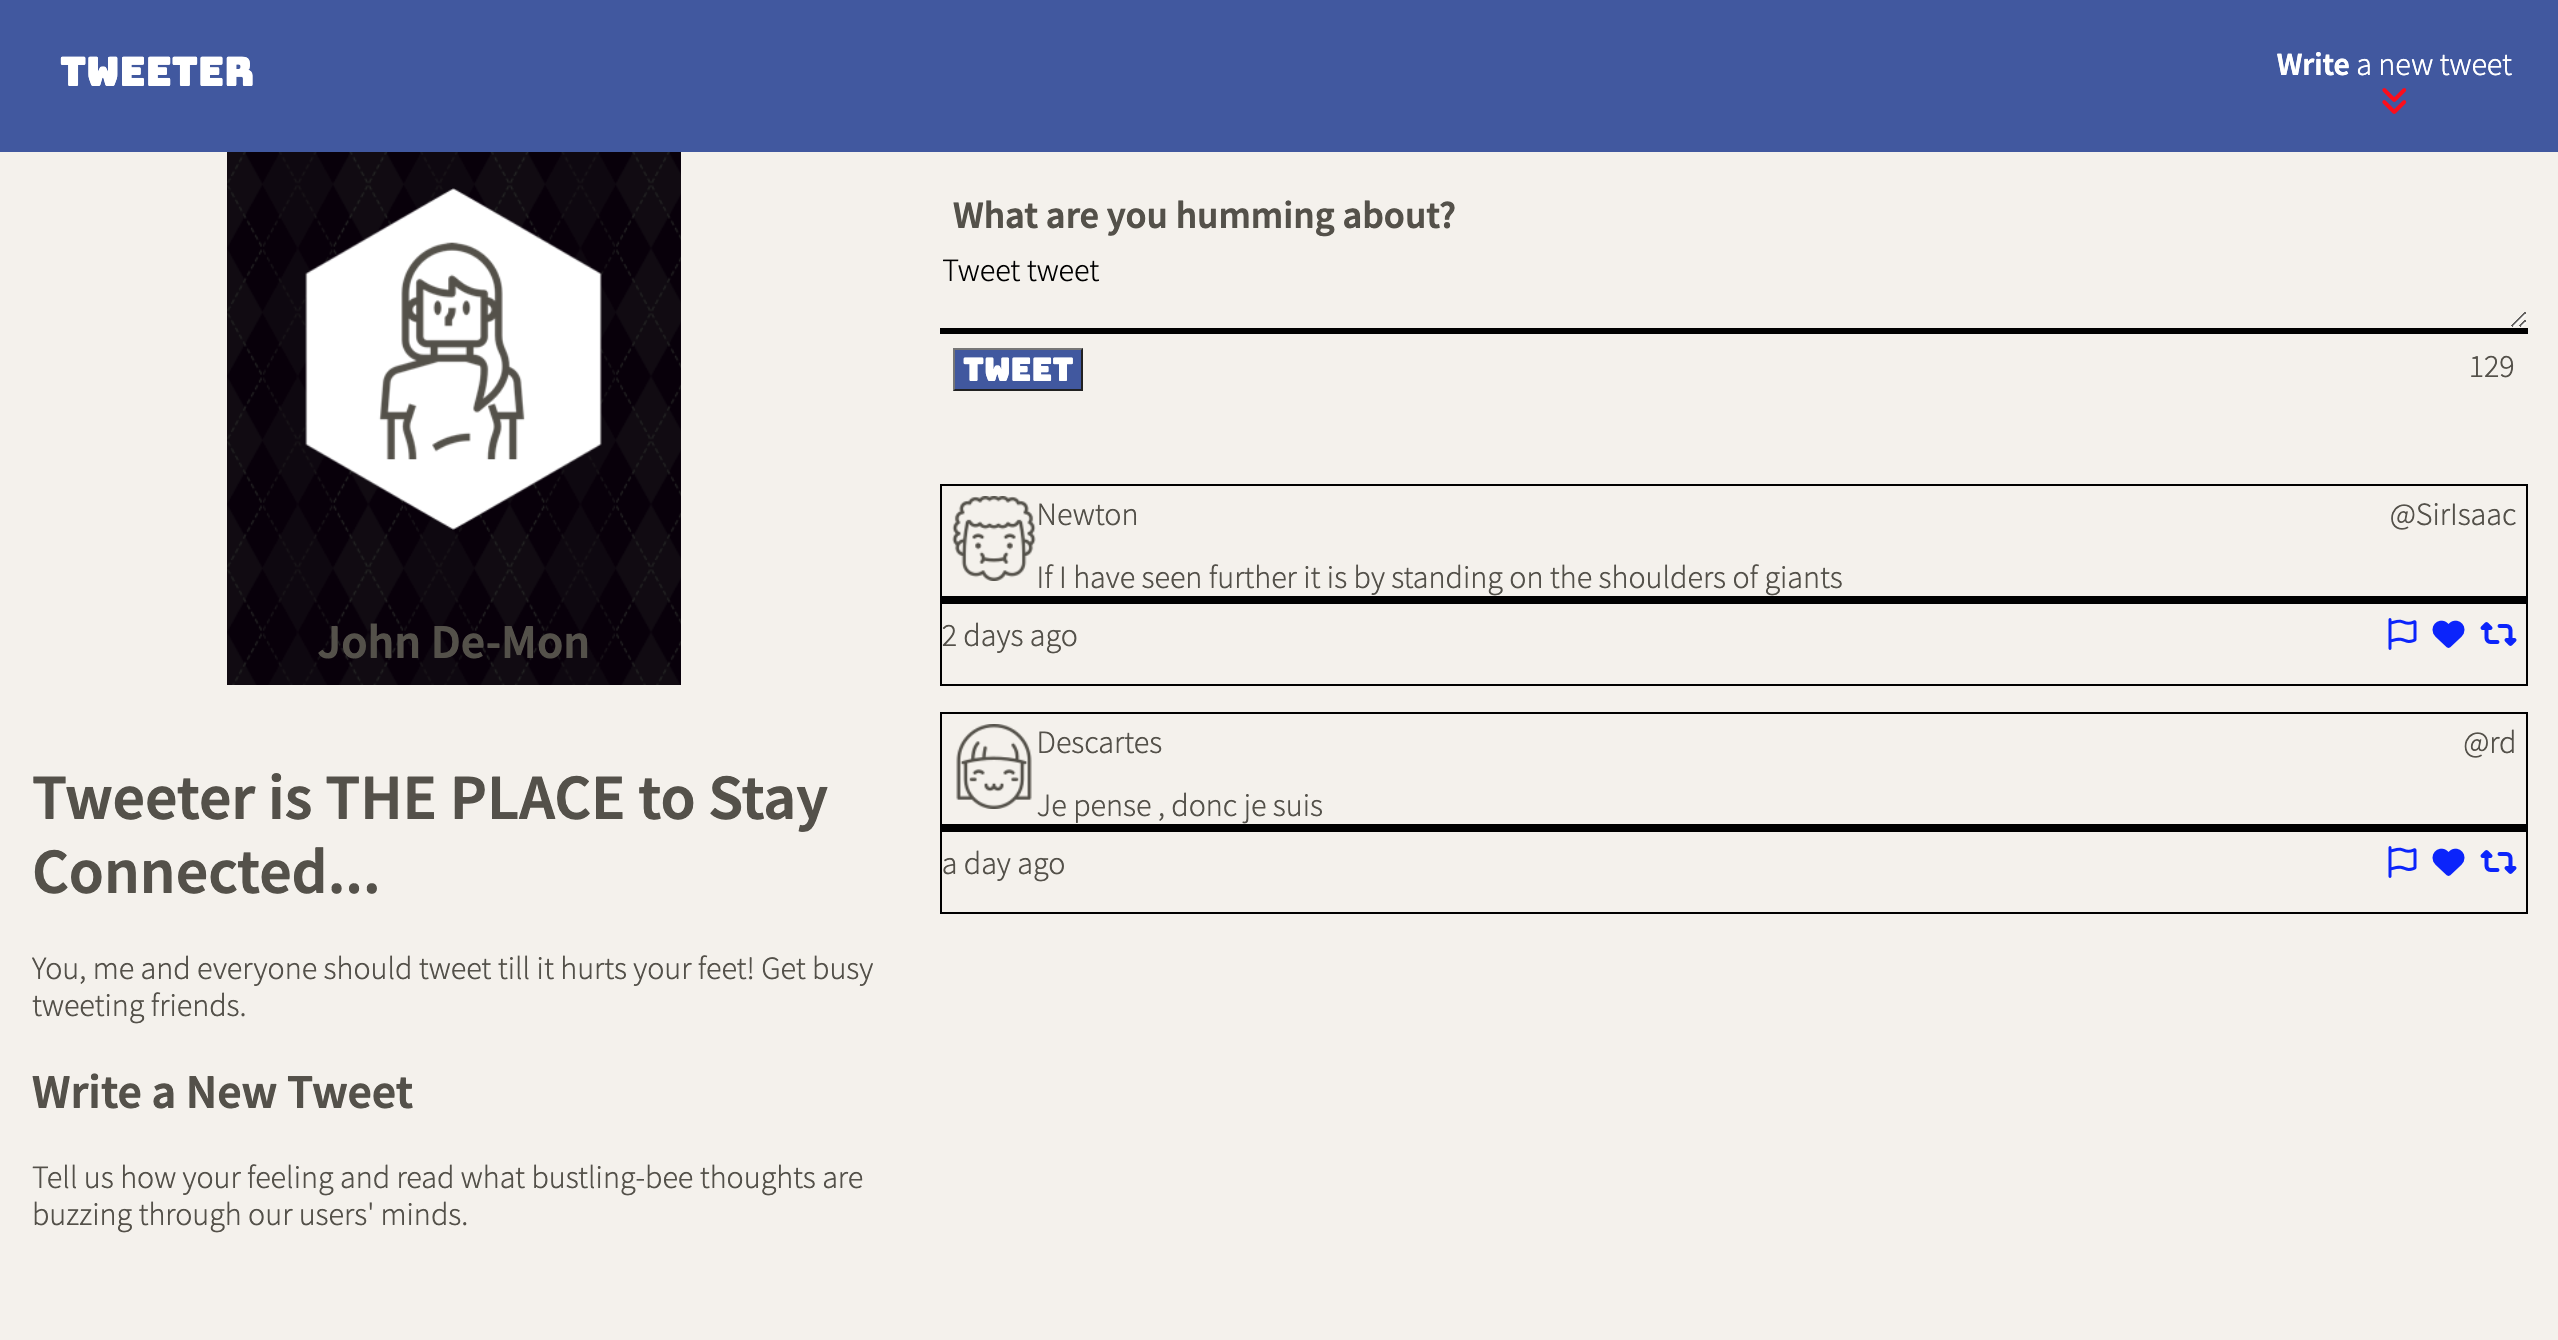 TWEETER
Write a new tweet
John De-Mon
Tweeter is THE PLACE to Stay
Connected...
You, me and everyone should tweet till it hurts your feet! Get busy
tweeting friends.
Write a New Tweet
Tell us how your feeling and read what bustling-bee thoughts are
buzzing through our users' minds.
What are you humming about?
Tweet tweet
TWEET
129
Newton
@SirIsaac
If I have seen further it is by standing on the shoulders of giants
2 days ago
Descartes
@rd
Je pense , donc je suis
a day ago